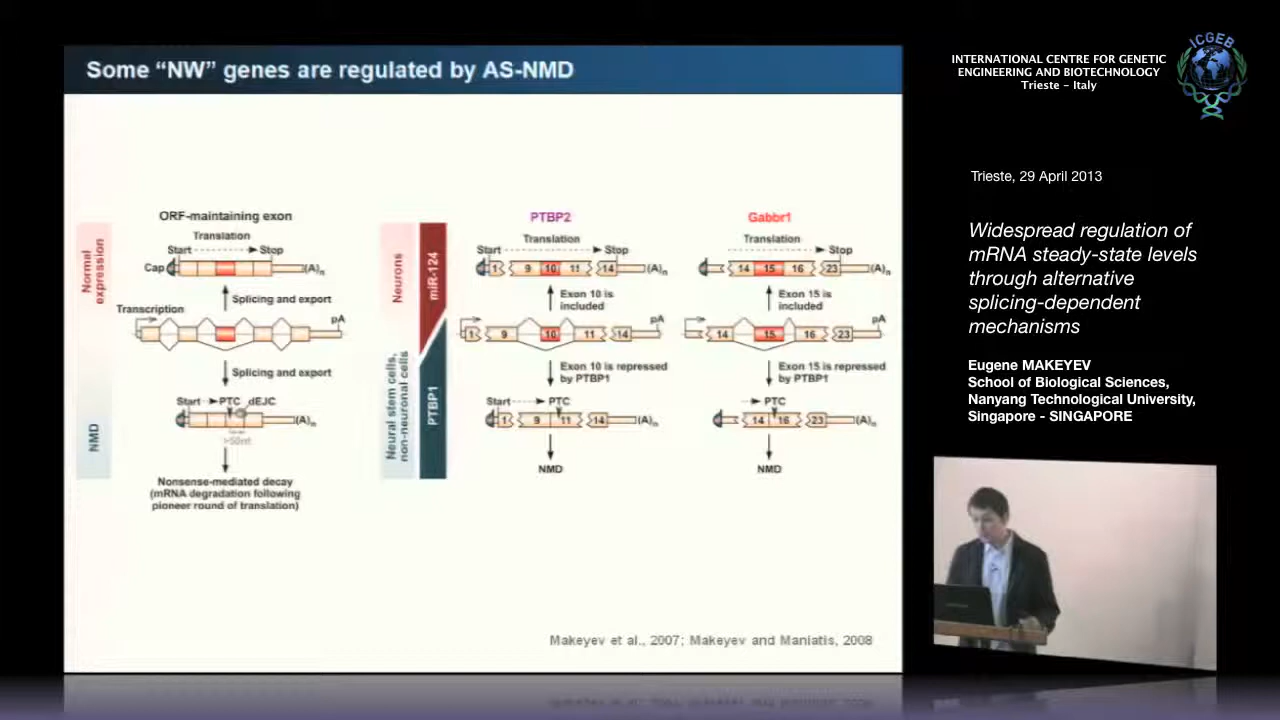 Some “NW” genes are regulated by AS-NMD
Normal
expression
NMD
ORF-maintaining exon
Translation
Start
Stop
Cap
(A)n
Splicing and export
Transcription
pA
Splicing and export
Start
PTC
dEJC
(A)n
>50nt
Nonsense-mediated decay
(mRNA degradation following
pioneer round of translation)
Neurons
Neural stem cells,
non-neuronal cells
miR-124
PTBP1
PTBP2
Translation
Start
Stop
1 9 10 11 14 (A)n
Exon 10 is
included
pA
1 9 10 11 14
Exon 10 is repressed
by PTBP1
Start
PTC
1 9 11 14 (A)n
NMD
Gabbr1
Translation
Stop
14 15 16 23 (A)n
Exon 15 is
included
pA
14 15 16 23
Exon 15 is repressed
by PTBP1
PTC
14 16 23 (A)n
NMD
Makeyev et al., 2007; Makeyev and Maniatis, 2008
INTERNATIONAL CENTRE FOR GENETIC
ENGINEERING AND BIOTECHNOLOGY
Trieste – Italy
ICGEB
Trieste, 29 April 2013
Widespread regulation of
mRNA steady-state levels
through alternative
splicing-dependent
mechanisms
Eugene MAKEYEV
School of Biological Sciences,
Nanyang Technological University,
Singapore - SINGAPORE